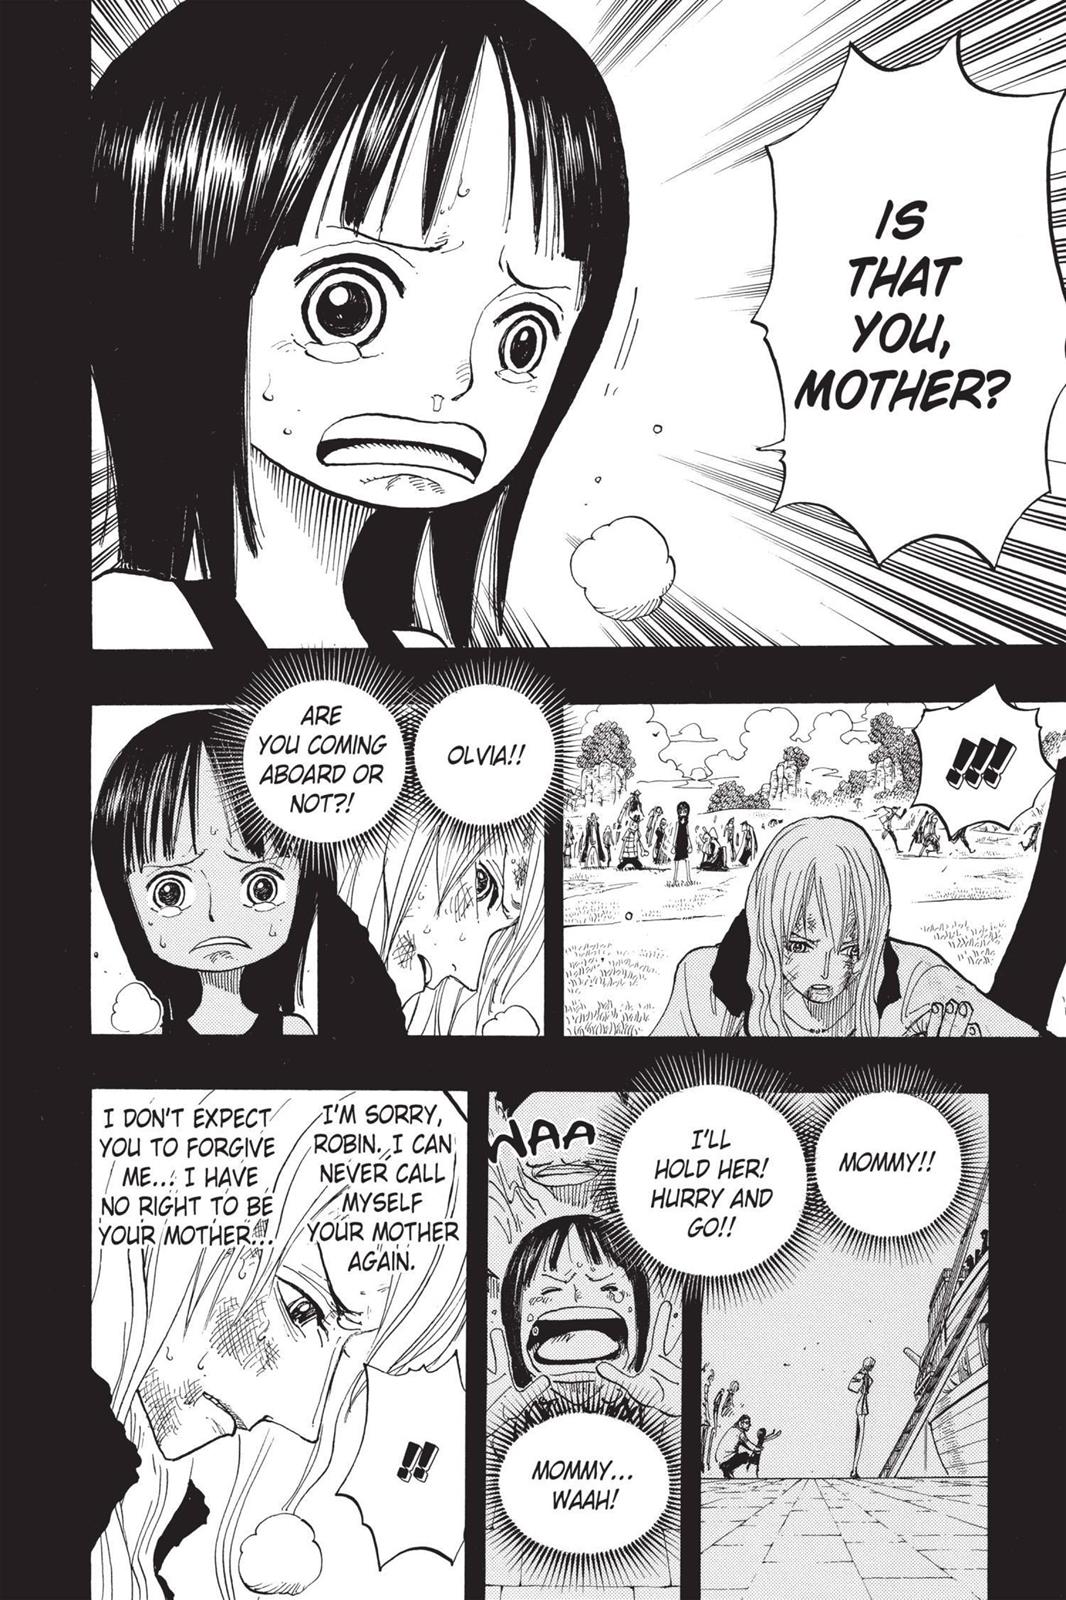 IS
THAT
YOU,
MOTHER?
!!!
OLVIA!!
ARE
YOU COMING
ABOARD OR
NOT?!
MOMMY!!
I'LL
HOLD HER!
HURRY AND
GO!!
WAA
MOMMY...
WAAH!
I'M SORRY,
ROBIN. I CAN
NEVER CALL
MYSELF
YOUR MOTHER
AGAIN.
I DON'T EXPECT
YOU TO FORGIVE
ME... I HAVE
NO RIGHT TO BE
YOUR MOTHER...
!!